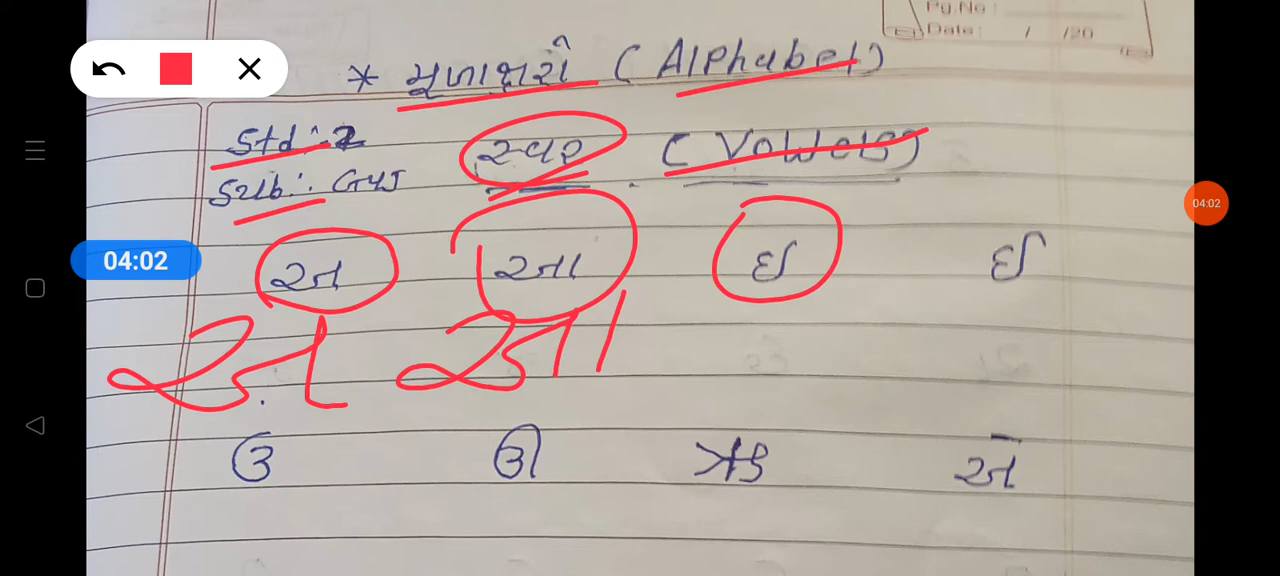 Pg.No :
Date: / /20
* મુળાક્ષરો (Alphabet)
Std :- 2 સ્વર (Vowels)
Sub :. Guj
04:02 અ આ ઇ ઈ 04:02
અ આ
ઉ ઊ ઋ એ